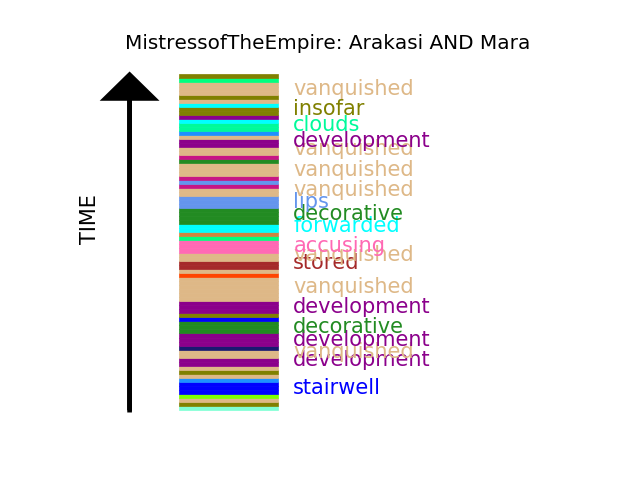 MistressofTheEmpire: Arakasi AND Mara
TIME
vanquished
insofar
clouds
development
vanquished
vanquished
vanquished
lips
decorative
forwarded
accusing
vanquished
stored
vanquished
development
decorative
development
vanquished
development
stairwell